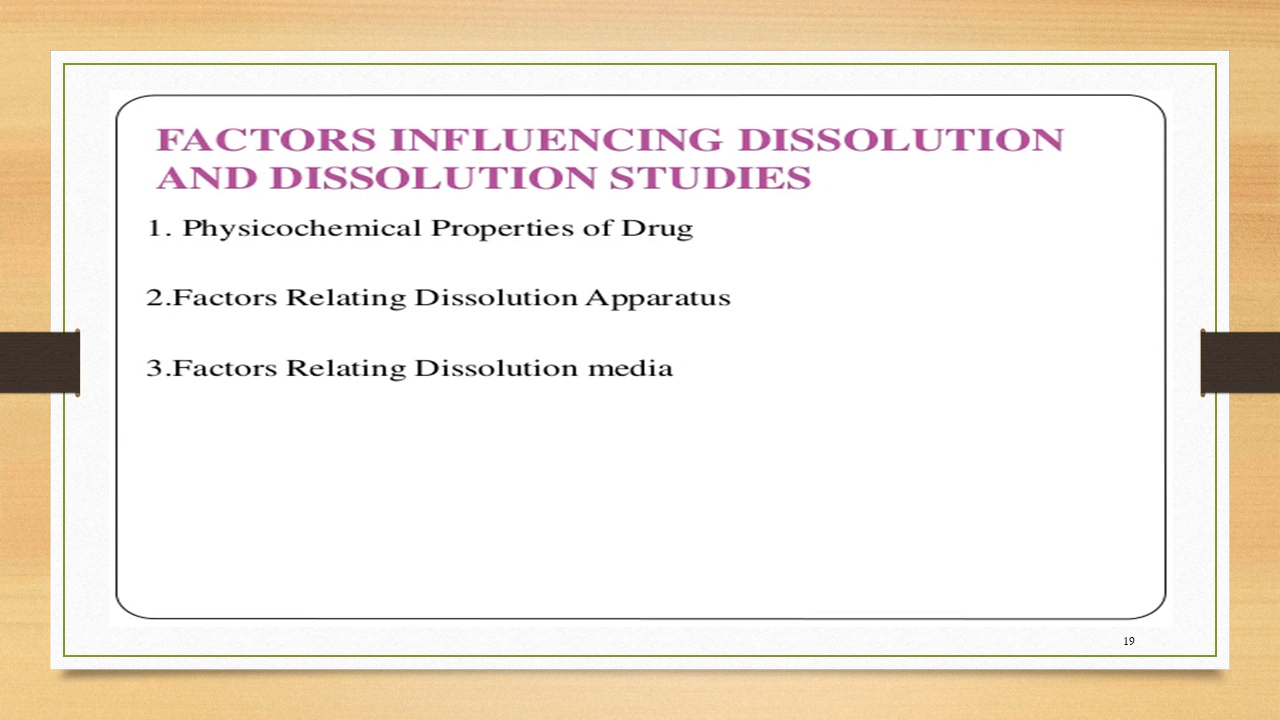 FACTORS INFLUENCING DISSOLUTION
AND DISSOLUTION STUDIES
1. Physicochemical Properties of Drug
2.Factors Relating Dissolution Apparatus
3.Factors Relating Dissolution media
19